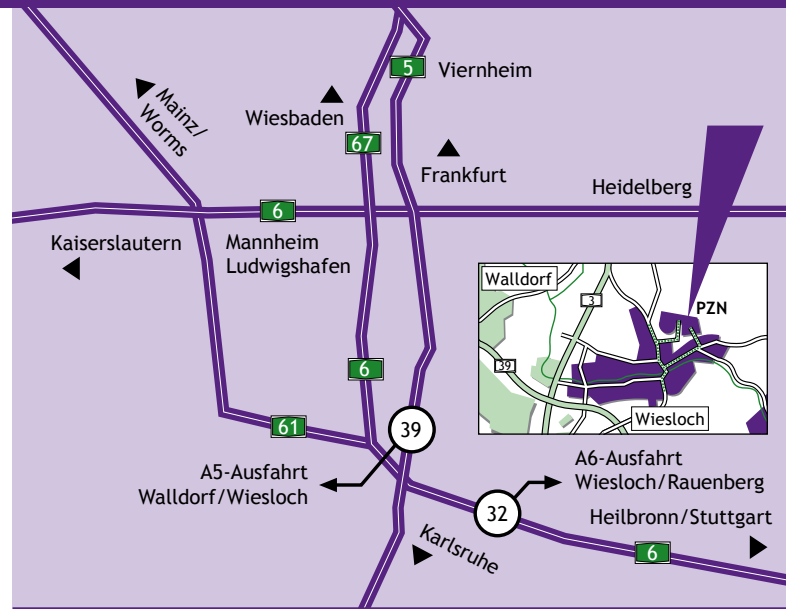 5
Viernheim
Mainz/
Worms
Wiesbaden
67
Frankfurt
Heidelberg
6
Kaiserslautern
Mannheim
Ludwigshafen
Walldorf
3
PZN
39
Wiesloch
6
61
39
A5-Ausfahrt
Walldorf/Wiesloch
A6-Ausfahrt
Wiesloch/Rauenberg
32
Heilbronn/Stuttgart
Karlsruhe
6